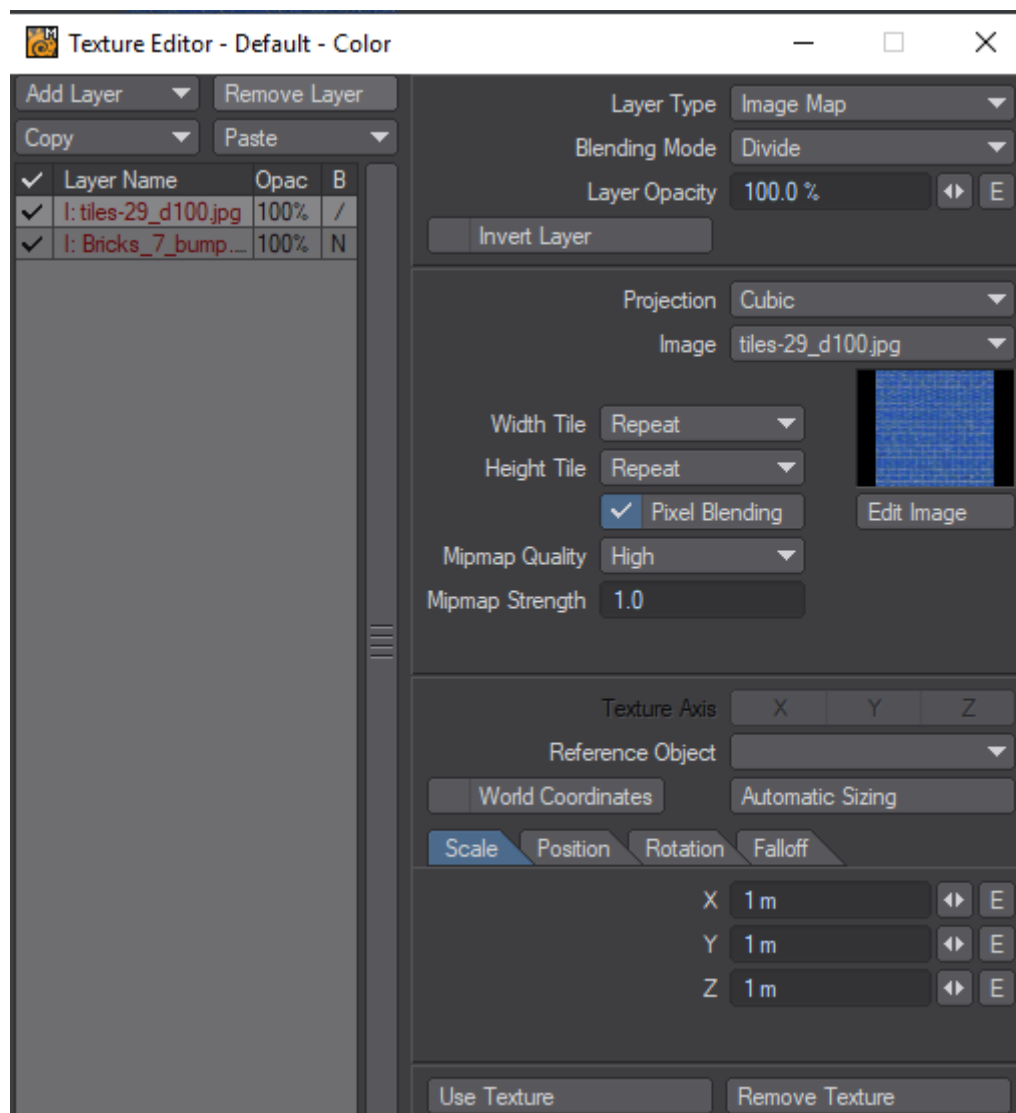 Texture Editor - Default - Color
Add Layer Remove Layer
Copy Paste
Layer Name Opac B
I: tiles-29_d100.jpg 100% /
I: Bricks_7_bump.... 100% N
Layer Type Image Map
Blending Mode Divide
Layer Opacity 100.0 % E
Invert Layer
Projection Cubic
Image tiles-29_d100.jpg
Width Tile Repeat
Height Tile Repeat
Pixel Blending Edit Image
Mipmap Quality High
Mipmap Strength 1.0
Texture Axis X Y Z
Reference Object
World Coordinates Automatic Sizing
Scale Position Rotation Falloff
X 1 m E
Y 1 m E
Z 1 m E
Use Texture Remove Texture